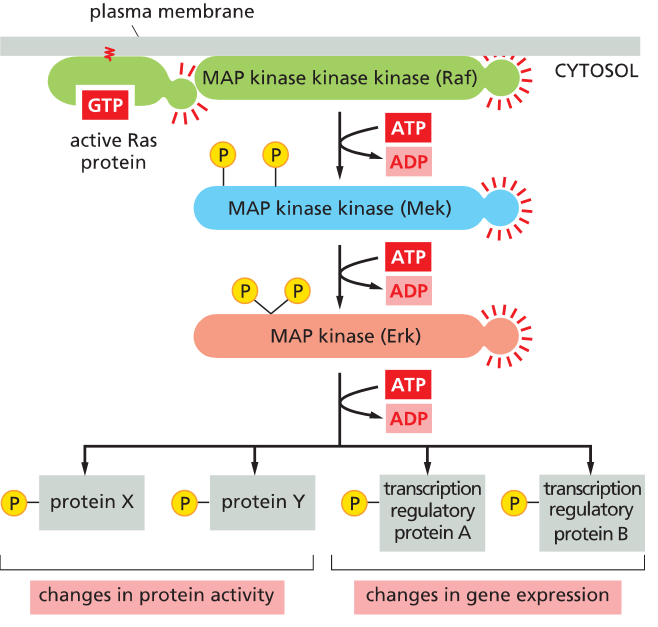 plasma membrane
MAP kinase kinase kinase (Raf)
CYTOSOL
GTP
active Ras
protein
ATP
ADP
P
P
MAP kinase kinase (Mek)
ATP
ADP
P
P
MAP kinase (Erk)
ATP
ADP
P
protein X
P
protein Y
P
transcription
regulatory
protein A
P
transcription
regulatory
protein B
changes in protein activity
changes in gene expression